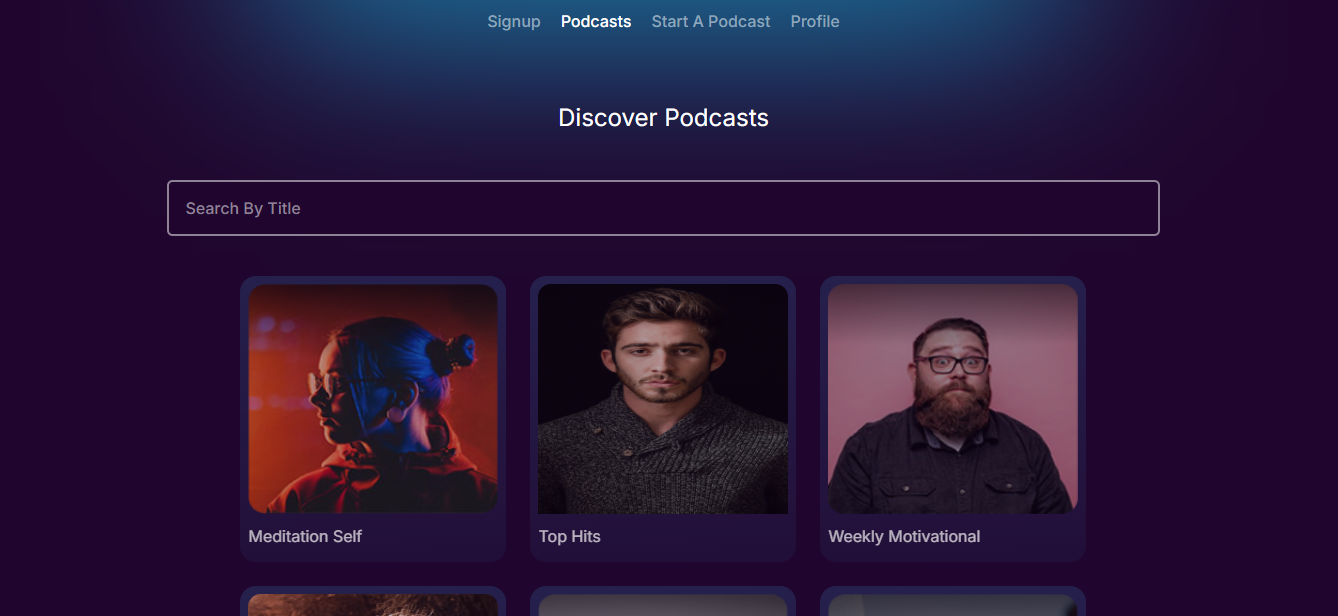 Signup Podcasts Start A Podcast Profile
Discover Podcasts
Search By Title
Meditation Self Top Hits Weekly Motivational